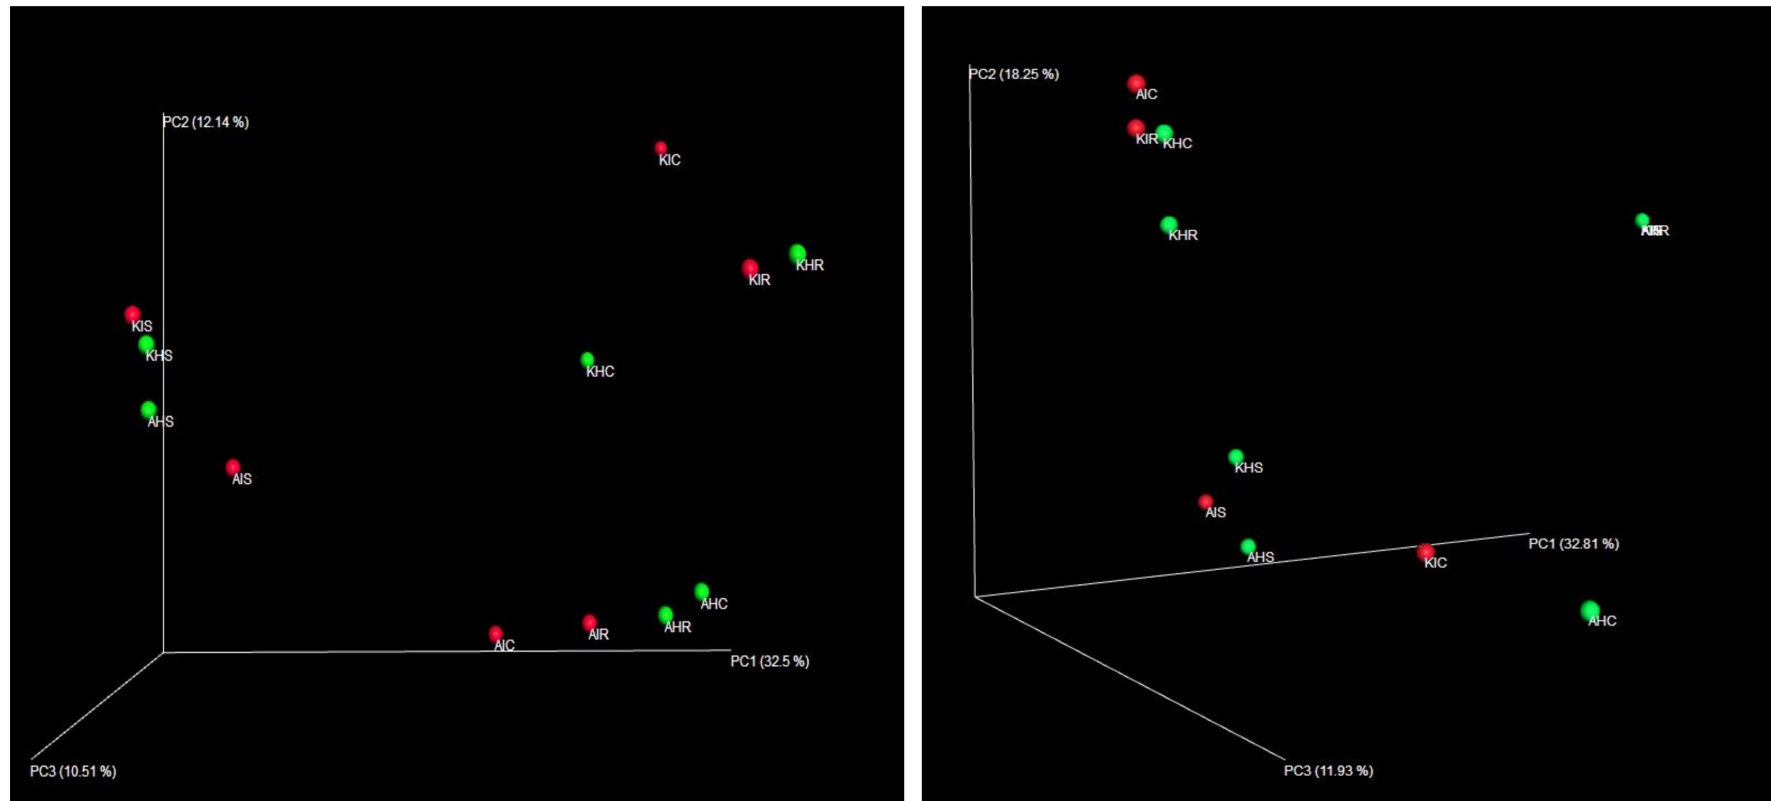 PC2 (12.14 %)
KIC
KHR
KIR
KIS
KHS
KHC
AHS
AIS
AHC
AHR
AIR
AIC
PC1 (32.5 %)
PC3 (10.51 %)
PC2 (18.25 %)
AIC
KIR
KHC
KHR
KHS
AIS
AHS
PC1 (32.81 %)
KIC
AHC
PC3 (11.93 %)